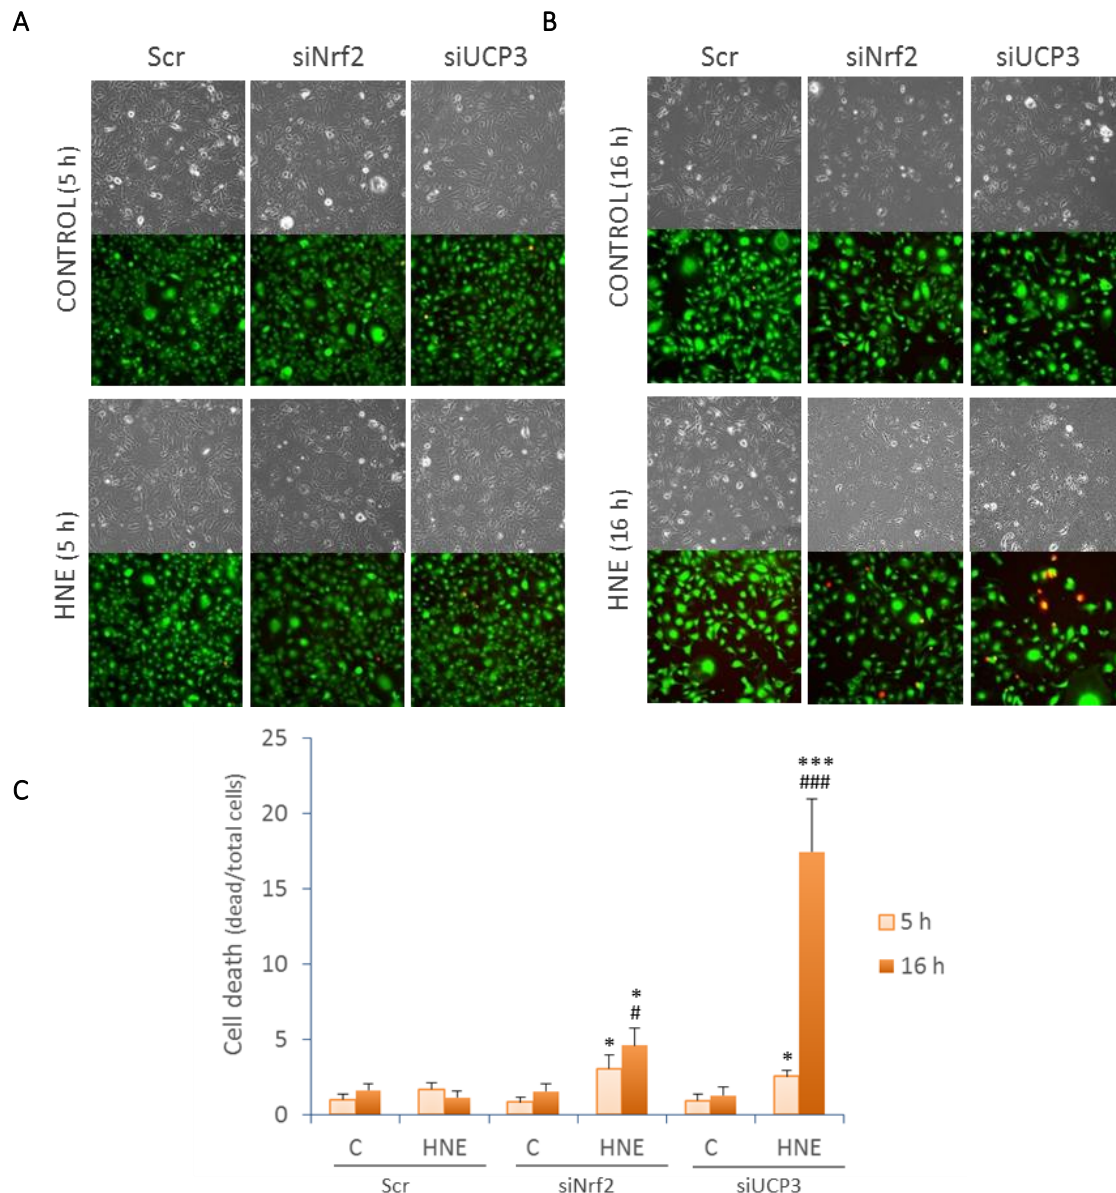 A
B
Scr siNrf2 siUCP3
Scr siNrf2 siUCP3
CONTROL(5 h)
CONTROL(16 h)
HNE (5 h)
HNE (16 h)
C
Cell death (dead/total cells)
25
20
15
10
5
0
*
*
#
*
***
###
5 h
16 h
C HNE C HNE C HNE
Scr siNrf2 siUCP3